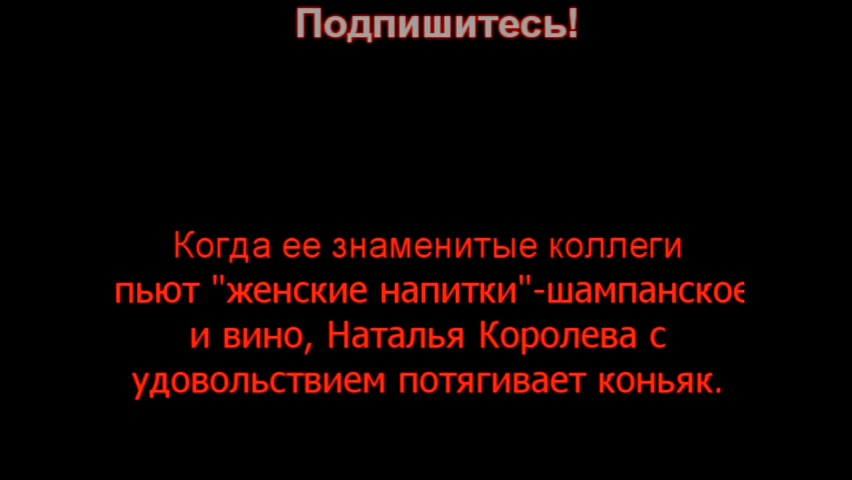 Подпишитесь!
Когда ее знаменитые коллеги
пьют "женские напитки"-шампанское
и вино, Наталья Королева с
удовольствием потягивает коньяк.